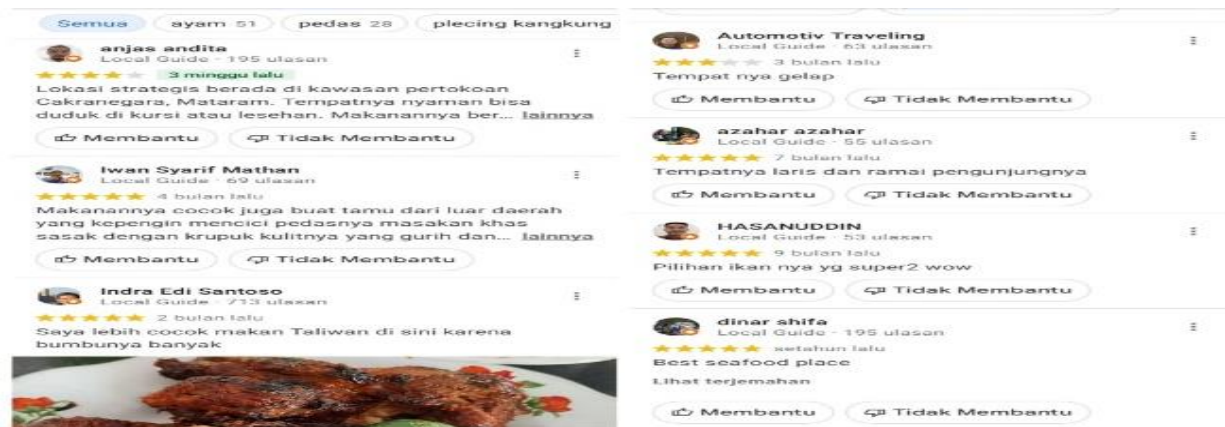 Semua ayam 51 pedas 28 plecing kangkung
anjas andita
Local Guide · 195 ulasan
3 minggu lalu
Lokasi strategis berada di kawasan pertokoan
Cakranegara, Mataram. Tempatnya nyaman bisa
duduk di kursi atau lesehan. Makanannya ber... lainnya
Membantu Tidak Membantu
Iwan Syarif Mathan
Local Guide · 69 ulasan
4 bulan lalu
Makanannya cocok juga buat tamu dari luar daerah
yang kepengin mencici pedasnya masakan khas
sasak dengan krupuk kulitnya yang gurih dan... lainnya
Membantu Tidak Membantu
Indra Edi Santoso
Local Guide · 713 ulasan
2 bulan lalu
Saya lebih cocok makan Taliwan di sini karena
bumbunya banyak
Automotiv Traveling
Local Guide · 63 ulasan
3 bulan lalu
Tempat nya gelap
Membantu Tidak Membantu
azahar azahar
Local Guide · 55 ulasan
7 bulan lalu
Tempatnya laris dan ramai pengunjungnya
Membantu Tidak Membantu
HASANUDDIN
Local Guide · 53 ulasan
9 bulan lalu
Pilihan ikan nya yg super2 wow
Membantu Tidak Membantu
dinar shifa
Local Guide · 195 ulasan
setahun lalu
Best seafood place
Lihat terjemahan
Membantu Tidak Membantu